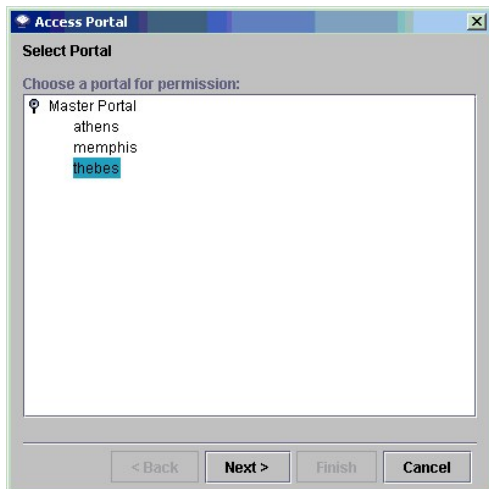 Access Portal
Select Portal
Choose a portal for permission:
Master Portal
athens
memphis
thebes
< Back Next > Finish Cancel